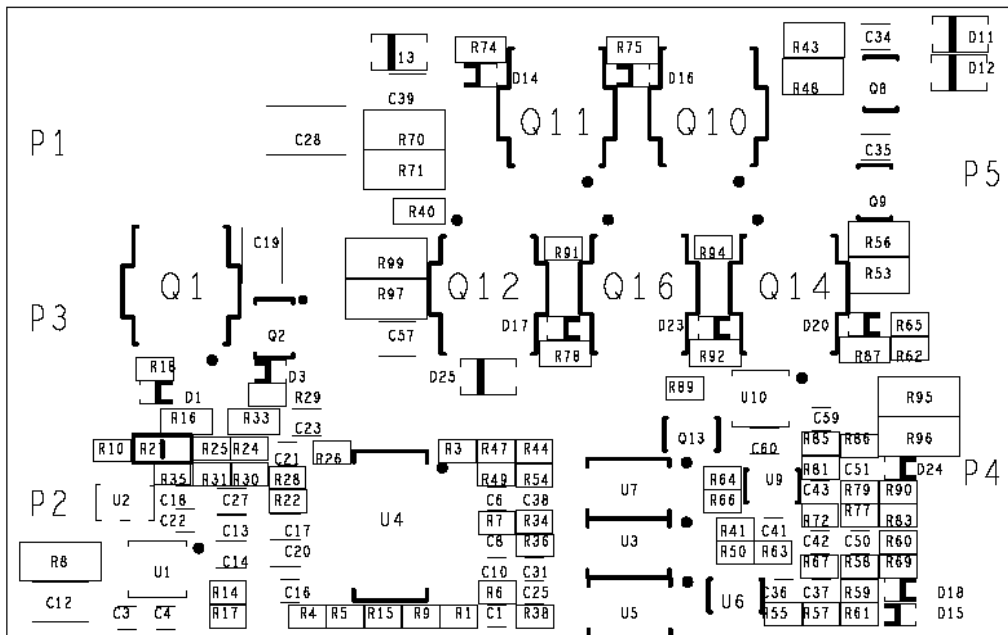 R74 R75 R43 C34 D11
13 D14 D16 R48 Q8 D12
C39
P1 C28 R70 Q11 Q10 C35
R71 P5
R40 Q9
C19 R99 R91 R94 R56
Q1 R97 Q12 Q16 Q14 R53
P3 Q2 C57 D17 D23 D20 R65
R78 R92 R87 R62
R18 D3 D25 R89 U10 R95
D1 R29
R16 R33 C23 C59
R10 R21 R25 R24 C21 R26 R3 R47 R44 Q13 C60 R85 R86 R96
R35 R31 R30 R28 R49 R54 U7 R64 U9 R81 C51 D24 P4
P2 U2 C18 C27 R22 U4 C6 C38 R66 C43 R79 R90
C22 R7 R34 R72 R77 R83
C13 C17 U3 R41 C41
C8 R36 C42 C50 R60
C14 C20 R50 R63
R8 U1 C10 C31 R67 R58 R69
R14 C16 R6 C25 U6 C36 C37 R59 D18
C12 C3 C4 R17 R4 R5 R15 R9 R1 C1 R38 U5 R55 R57 R61 D15